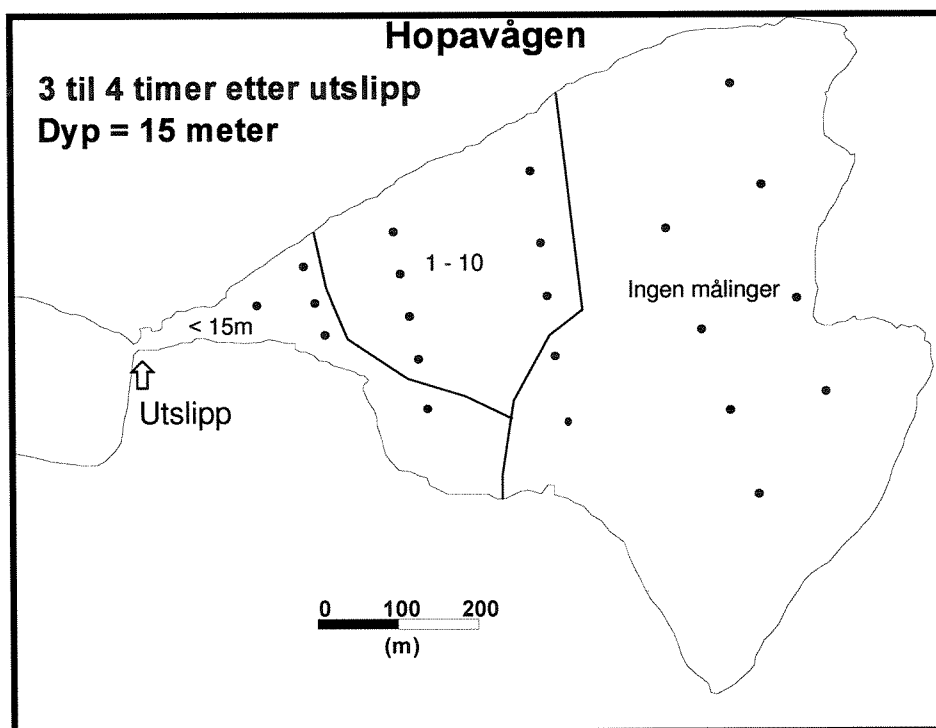 Hopavågen
3 til 4 timer etter utslipp
Dyp = 15 meter
1 - 10
Ingen målinger
< 15m
Utslipp
0 100 200
(m)